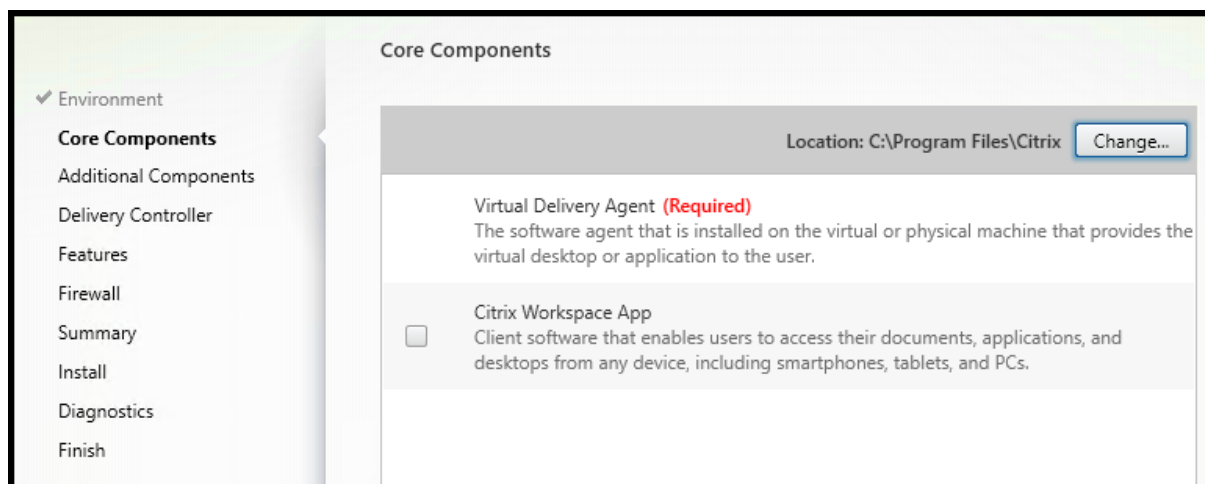 Core Components
Environment
Core Components
Additional Components
Delivery Controller
Features
Firewall
Summary
Install
Diagnostics
Finish
Location: C:\Program Files\Citrix
Change...
Virtual Delivery Agent (Required)
The software agent that is installed on the virtual or physical machine that provides the
virtual desktop or application to the user.
Citrix Workspace App
Client software that enables users to access their documents, applications, and
desktops from any device, including smartphones, tablets, and PCs.